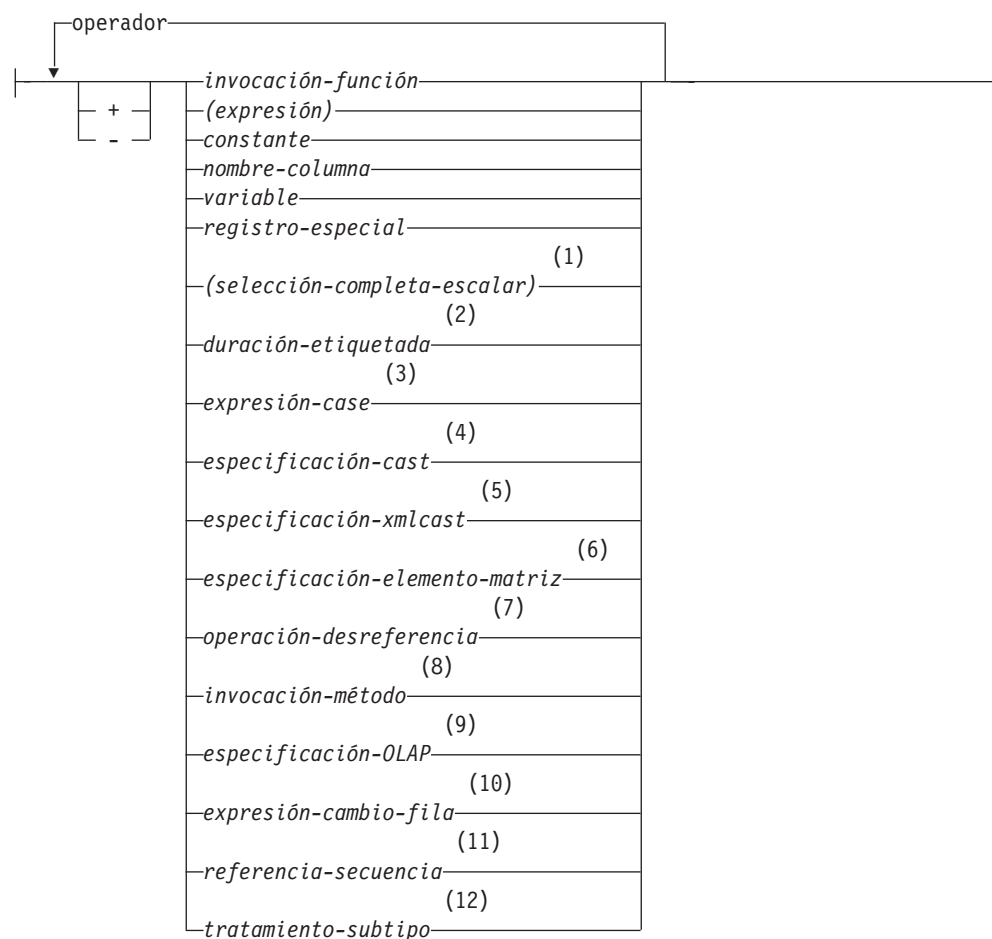 operador
invocación-función
+
(expresión)
-
constante
nombre-columna
variable
registro-especial
(1)
(selección-completa-escalar)
(2)
duración-etiquetada
(3)
expresión-case
(4)
especificación-cast
(5)
especificación-xmlcast
(6)
especificación-elemento-matriz
(7)
operación-desreferencia
(8)
invocación-método
(9)
especificación-OLAP
(10)
expresión-cambio-fila
(11)
referencia-secuencia
(12)
tratamiento-subtipo